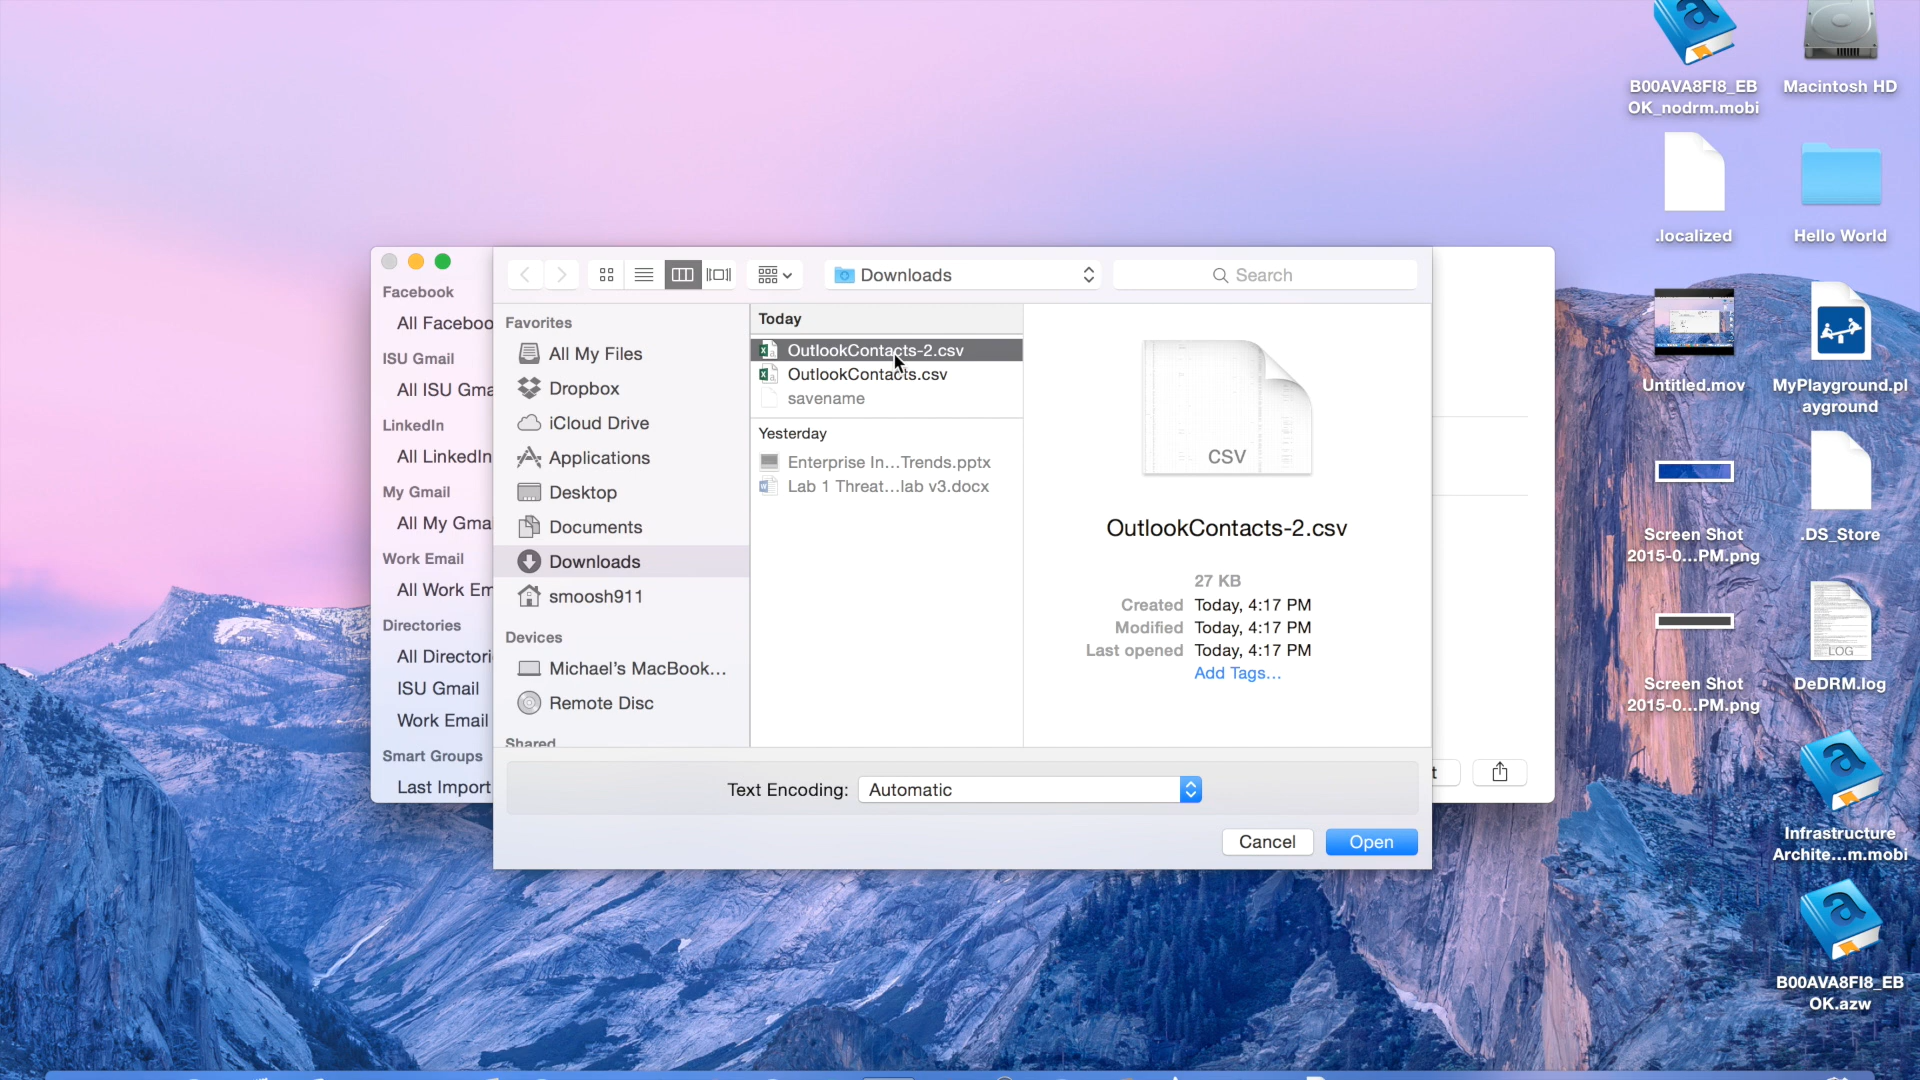 Facebook
All Faceboo
ISU Gmail
All ISU Gma
LinkedIn
All LinkedIn
My Gmail
All My Gma
Work Email
All Work Em
Directories
All Directori
ISU Gmail
Work Email
Smart Groups
Last Import
Downloads
Search
Favorites
All My Files
Dropbox
iCloud Drive
Applications
Desktop
Documents
Downloads
smoosh911
Devices
Michael's MacBook...
Remote Disc
Shared
Today
OutlookContacts-2.csv
OutlookContacts.csv
savename
Yesterday
Enterprise In...Trends.pptx
Lab 1 Threat...lab v3.docx
CSV
OutlookContacts-2.csv
27 KB
Created Today, 4:17 PM
Modified Today, 4:17 PM
Last opened Today, 4:17 PM
Add Tags...
Text Encoding: Automatic
Cancel Open
t
B00AVA8FI8_EB
OK_nodrm.mobi
Macintosh HD
.localized
Hello World
Untitled.mov
MyPlayground.pl
ayground
Screen Shot
2015-0...PM.png
.DS_Store
Screen Shot
2015-0...PM.png
LOG
DeDRM.log
Infrastructure
Archite...m.mobi
B00AVA8FI8_EB
OK.azw